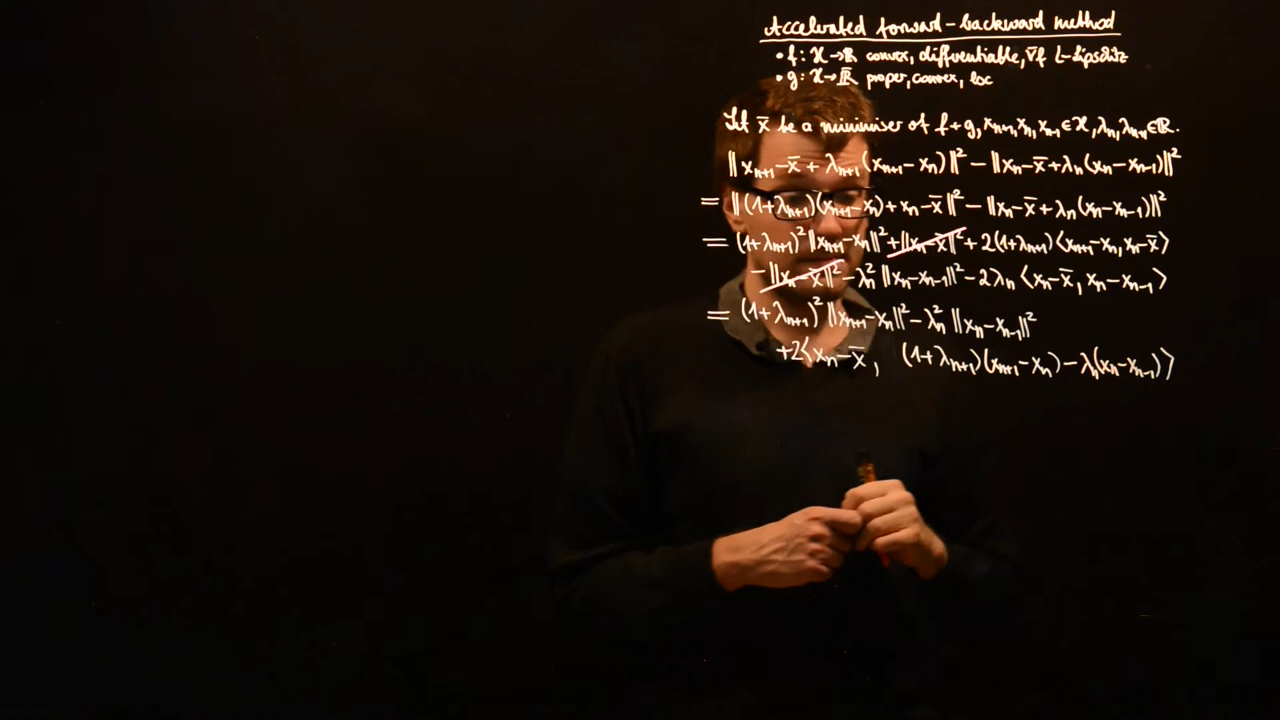 Accelerated forward-backward method
• f: X→ℝ convex, differentiable, ∇f L-Lipschitz
• g: X→ℝ̄ proper, convex, lsc
Let x̄ be a minimiser of f+g, xₙ₊₁, xₙ, xₙ₋₁ ∈ X, λₙ, λₙ₊₁ ∈ ℝ.
‖xₙ₊₁ − x̄ + λₙ₊₁(xₙ₊₁ − xₙ)‖² − ‖xₙ − x̄ + λₙ(xₙ − xₙ₋₁)‖²
= ‖(1+λₙ₊₁)(xₙ₊₁ − xₙ) + xₙ − x̄‖² − ‖xₙ − x̄ + λₙ(xₙ − xₙ₋₁)‖²
= (1+λₙ₊₁)² ‖xₙ₊₁ − xₙ‖² + ‖xₙ − x̄‖² + 2(1+λₙ₊₁)⟨xₙ₊₁ − xₙ, xₙ − x̄⟩
− ‖xₙ − x̄‖² − λₙ² ‖xₙ − xₙ₋₁‖² − 2λₙ ⟨xₙ − x̄, xₙ − xₙ₋₁⟩
= (1+λₙ₊₁)² ‖xₙ₊₁ − xₙ‖² − λₙ² ‖xₙ − xₙ₋₁‖²
+2⟨xₙ − x̄, (1+λₙ₊₁)(xₙ₊₁ − xₙ) − λₙ(xₙ − xₙ₋₁)⟩